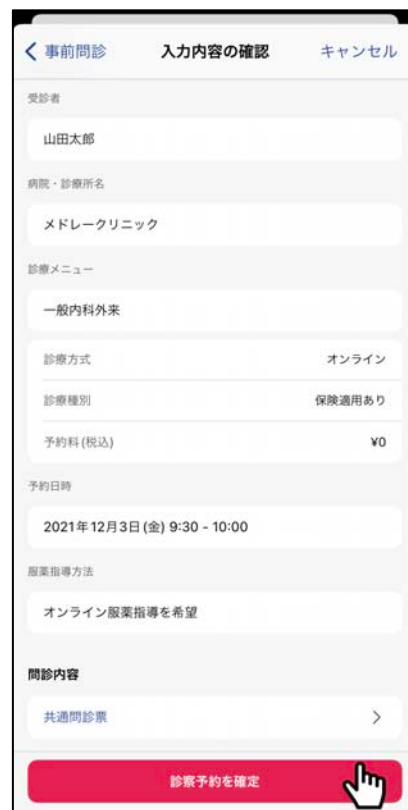 事前問診 入力内容の確認 キャンセル
受診者
山田太郎
病院・診療所名
メドレークリニック
診療メニュー
一般内科外来
診療方式 オンライン
診療種別 保険適用あり
予約料(税込) ¥0
予約日時
2021年12月3日(金) 9:30 - 10:00
服薬指導方法
オンライン服薬指導を希望
問診内容
共通問診票
診察予約を確定